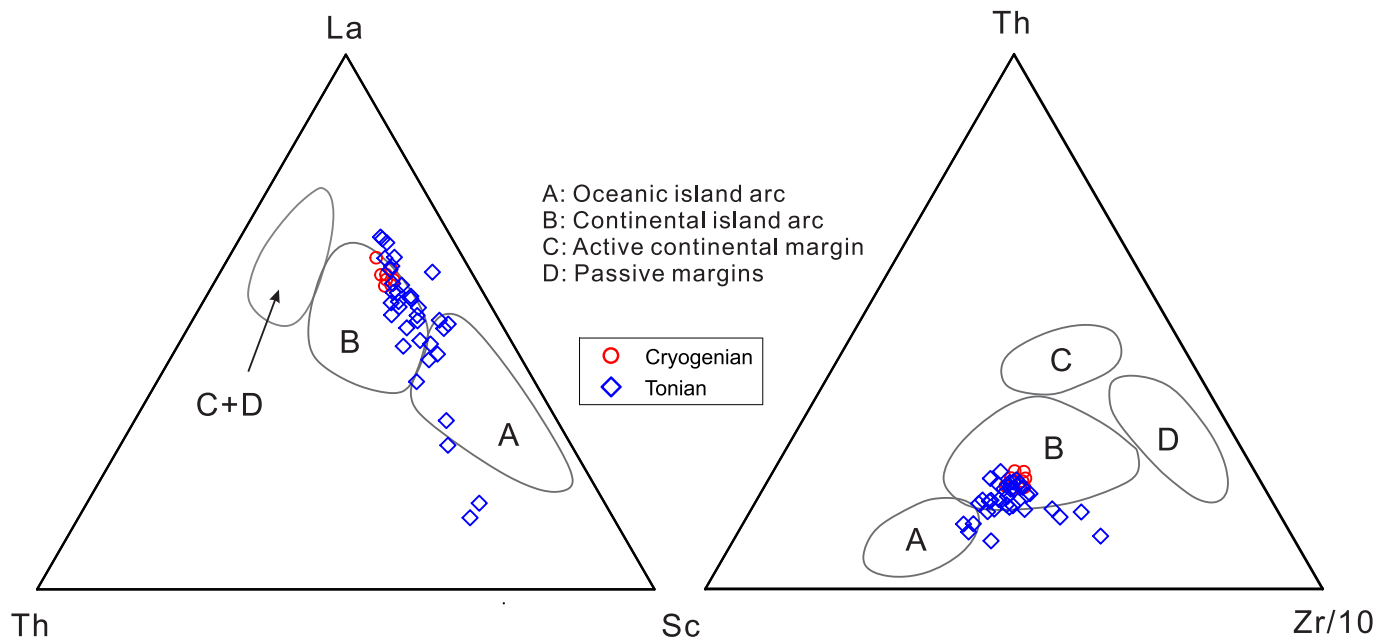 La
Th
A: Oceanic island arc
B: Continental island arc
C: Active continental margin
D: Passive margins
Cryogenian
Tonian
B
C+D
A
C
B
D
A
Th
Sc
Zr/10